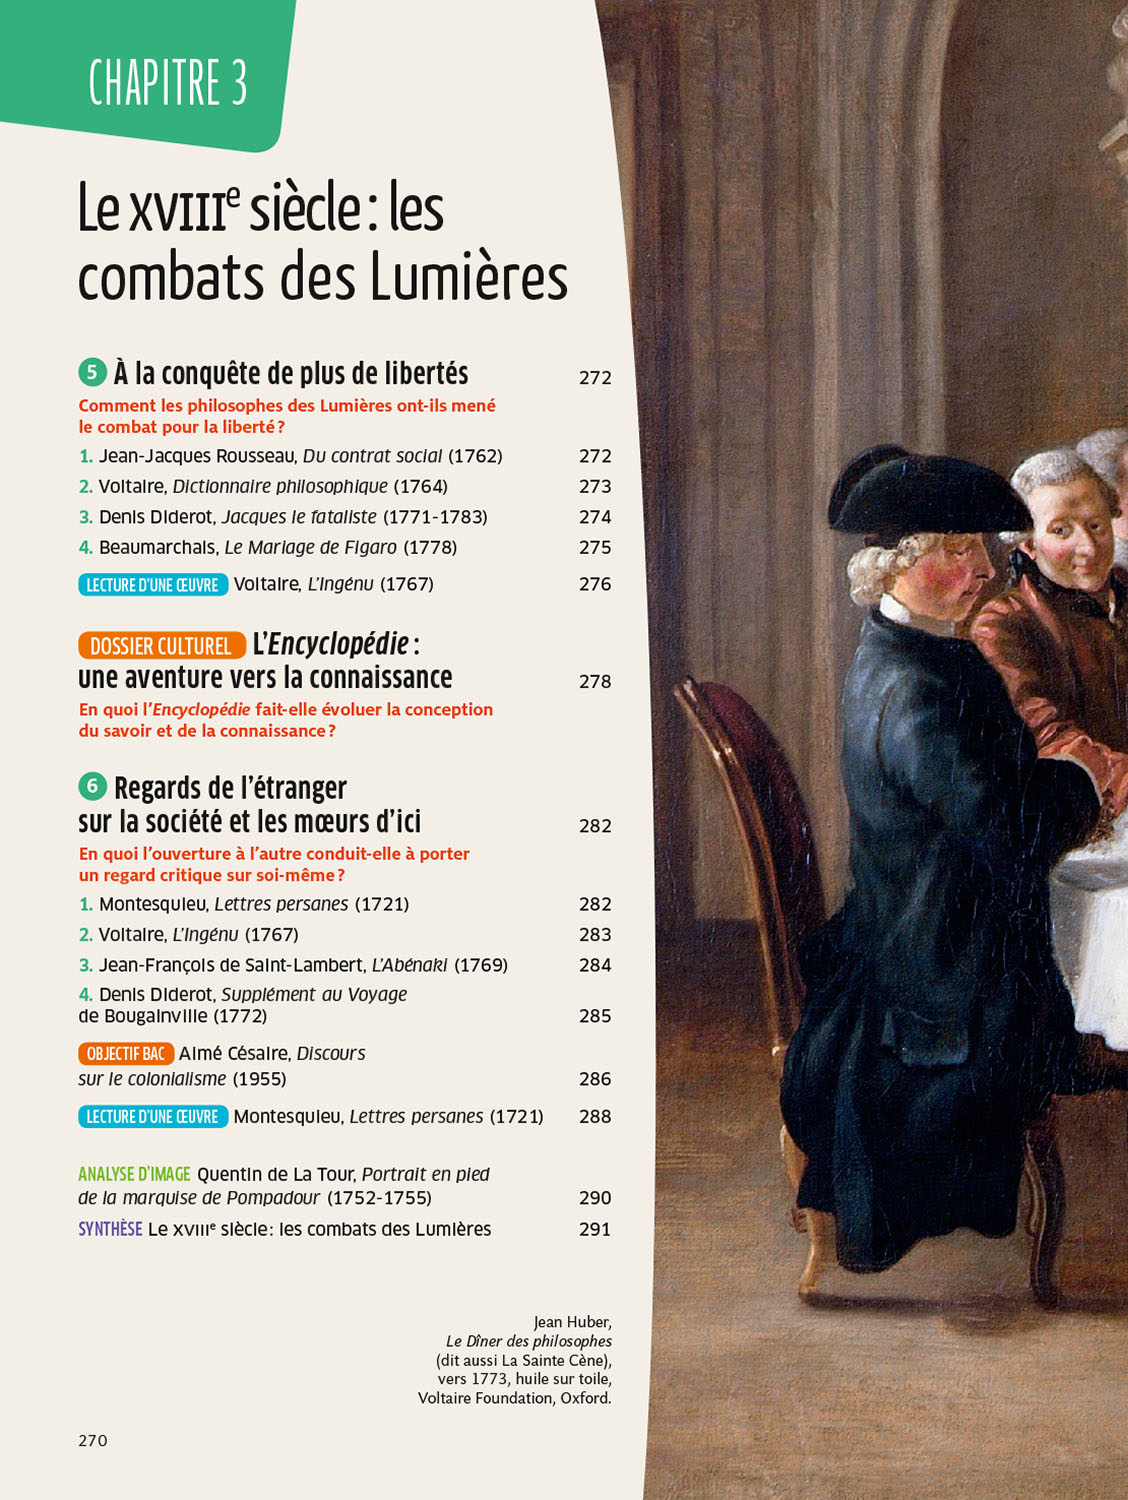 CHAPITRE 3
Le XVIIIe siècle : les
combats des Lumières
5 À la conquête de plus de libertés 272
Comment les philosophes des Lumières ont-ils mené
le combat pour la liberté ?
1. Jean-Jacques Rousseau, Du contrat social (1762) 272
2. Voltaire, Dictionnaire philosophique (1764) 273
3. Denis Diderot, Jacques le fataliste (1771-1783) 274
4. Beaumarchais, Le Mariage de Figaro (1778) 275
LECTURE D'UNE ŒUVRE Voltaire, L'Ingénu (1767) 276
DOSSIER CULTUREL L'Encyclopédie :
une aventure vers la connaissance 278
En quoi l'Encyclopédie fait-elle évoluer la conception
du savoir et de la connaissance ?
6 Regards de l'étranger
sur la société et les mœurs d'ici 282
En quoi l'ouverture à l'autre conduit-elle à porter
un regard critique sur soi-même ?
1. Montesquieu, Lettres persanes (1721) 282
2. Voltaire, L'Ingénu (1767) 283
3. Jean-François de Saint-Lambert, L'Abénaki (1769) 284
4. Denis Diderot, Supplément au Voyage
de Bougainville (1772) 285
OBJECTIF BAC Aimé Césaire, Discours
sur le colonialisme (1955) 286
LECTURE D'UNE ŒUVRE Montesquieu, Lettres persanes (1721) 288
ANALYSE D'IMAGE Quentin de La Tour, Portrait en pied
de la marquise de Pompadour (1752-1755) 290
SYNTHÈSE Le XVIIIe siècle : les combats des Lumières 291
Jean Huber,
Le Dîner des philosophes
(dit aussi La Sainte Cène),
vers 1773, huile sur toile,
Voltaire Foundation, Oxford.
270